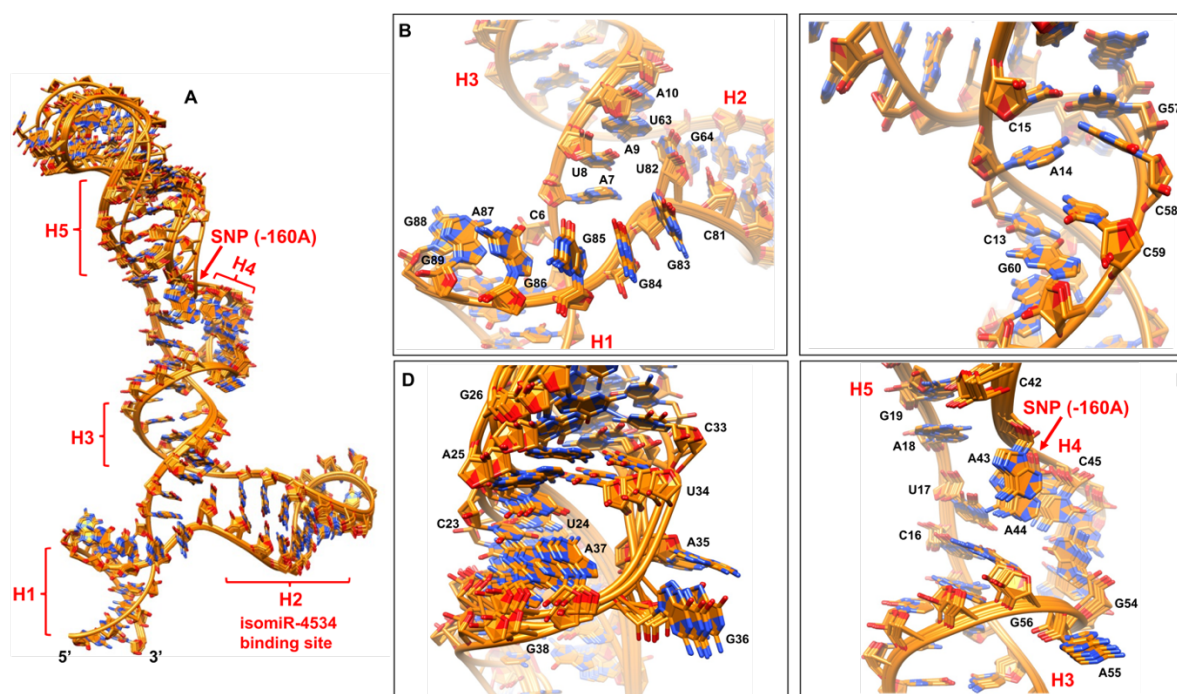 A
H5
SNP (-160A)
H4
H3
H1
H2
isomiR-4534
binding site
5’ 3’
B
H3
A10
H2
U63
G64
A9
U8
U82
A7
G88
A87
C6
G85
C81
G89
G83
G86
G84
H1
C15
G57
A14
C58
C13
C59
G60
D
G26
C33
A25
U34
C23
U24
A37
A35
G36
G38
H5
C42
G19
SNP (-160A)
A18
A43
H4
C45
U17
A44
C16
G54
G56
A55
H3